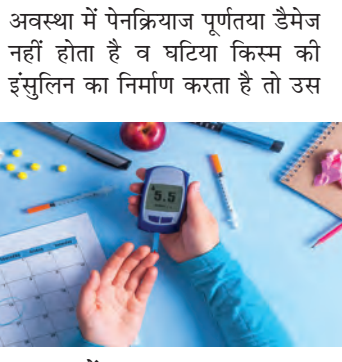 अवस्था में पेनक्रियाज पूर्णतया डैमेज
नहीं होता है व घटिया किस्म की
इंसुलिन का निर्माण करता है तो उस
5.5